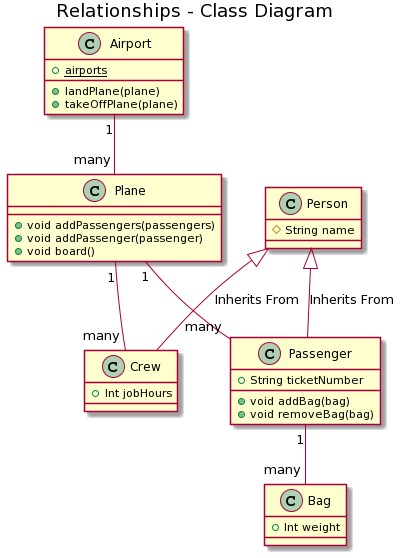 Relationships - Class Diagram
C Airport
airports
landPlane(plane)
takeOffPlane(plane)
1
many
C Plane
void addPassengers(passengers)
void addPassenger(passenger)
void board()
C Person
String name
1
1
Inherits From
Inherits From
many
many
C Crew
Int jobHours
C Passenger
String ticketNumber
void addBag(bag)
void removeBag(bag)
1
many
C Bag
Int weight